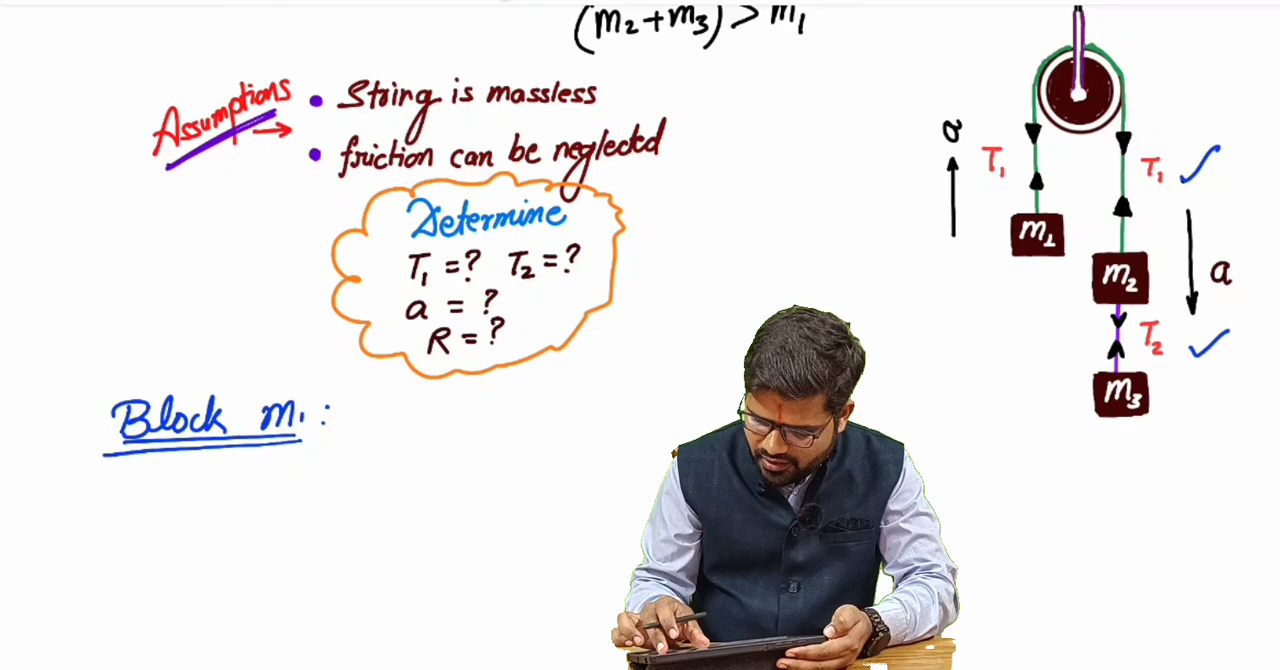 (m₂+m₃) > m₁
Assumptions → • String is massless
• friction can be neglected
Determine
T₁ =? T₂ =?
a = ?
R = ?
Block m₁ :
a
T₁
T₁
m₁
m₂
a
T₂
m₃